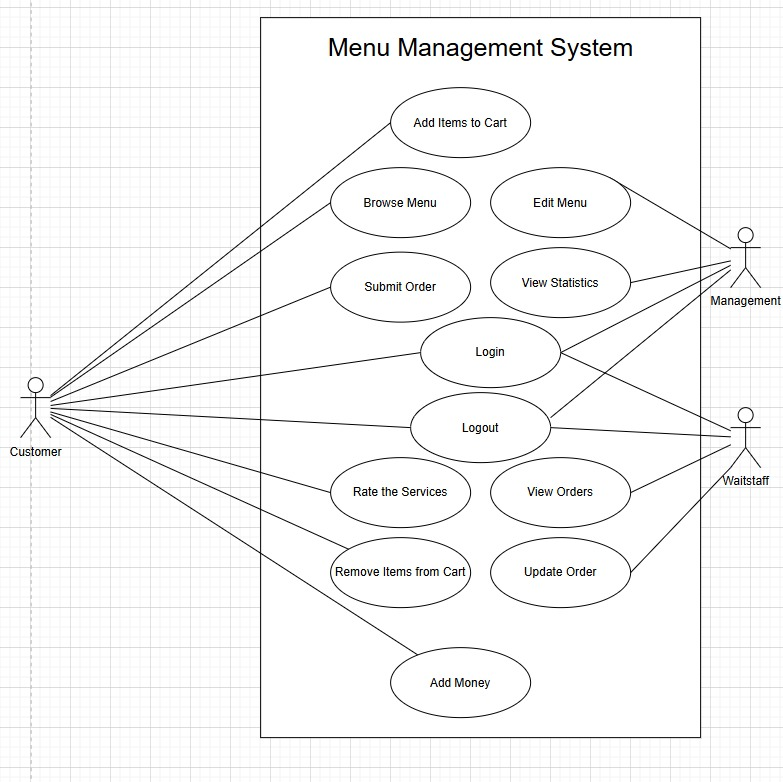 Menu Management System
Add Items to Cart
Browse Menu
Edit Menu
Submit Order
View Statistics
Management
Login
Logout
Customer
Waitstaff
Rate the Services
View Orders
Remove Items from Cart
Update Order
Add Money